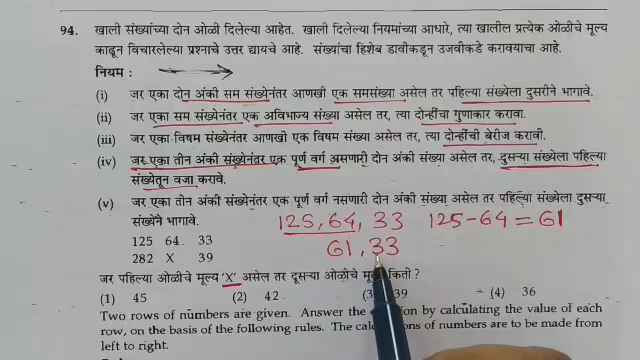 94. खाली संख्यांच्या दोन ओळी दिलेल्या आहेत. खाली दिलेल्या नियमांच्या आधारे, त्या खालील प्रत्येक ओळीचे मूल्य
काढून विचारलेल्या प्रश्नाचे उत्तर द्यायचे आहे. संख्यांचा हिशेब डावीकडून उजवीकडे करावयाचा आहे.
नियम :
(i) जर एका दोन अंकी सम संख्येनंतर आणखी एक समसंख्या असेल तर पहिल्या संख्येला दुसरीने भागावे.
(ii) जर एका सम संख्येनंतर एक अविभाज्य संख्या असेल तर, त्या दोन्हींचा गुणाकार करावा.
(iii) जर एका विषम संख्येनंतर आणखी एक विषम संख्या असेल तर, त्या दोन्हींची बेरीज करावी.
(iv) जर एका तीन अंकी संख्येनंतर एक पूर्ण वर्ग असणारी दोन अंकी संख्या असेल तर, दुसऱ्या संख्येला पहिल्या
संख्येतून वजा करावे.
(v) जर एका तीन अंकी संख्येनंतर एक पूर्ण वर्ग नसणारी दोन अंकी संख्या असेल तर पहिल्या संख्येला दुसऱ्या
संख्येने भागावे.
125, 64, 33 125-64 = 61
125 64 33
61, 33
282 X 39
जर पहिल्या ओळीचे मूल्य 'X' असेल तर दुसऱ्या ओळीचे मूल्य किती ?
(1) 45 (2) 42 39 (4) 36
Two rows of numbers are given. Answer the by calculating the value of each
row, on the basis of the following rules. The of numbers are to be made from
left to right.